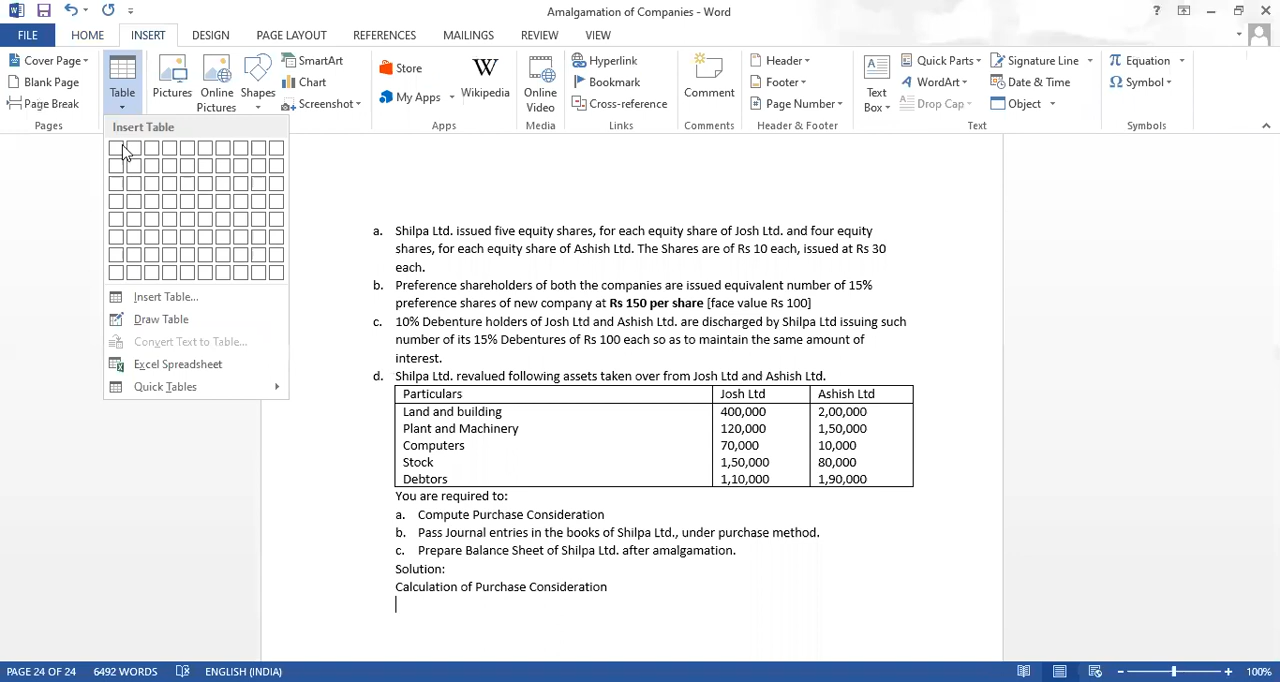 Amalgamation of Companies - Word
?
FILE HOME INSERT DESIGN PAGE LAYOUT REFERENCES MAILINGS REVIEW VIEW
Cover Page
Blank Page
Page Break
Pages
Table
Pictures
Online Pictures
Shapes
SmartArt
Chart
Screenshot
Store
My Apps
Wikipedia
Apps
Online Video
Media
Hyperlink
Bookmark
Cross-reference
Links
Comment
Comments
Header
Footer
Page Number
Header & Footer
Text Box
Quick Parts
WordArt
Drop Cap
Signature Line
Date & Time
Object
Text
π Equation
Ω Symbol
Symbols
Insert Table
Insert Table...
Draw Table
Convert Text to Table...
Excel Spreadsheet
Quick Tables
a. Shilpa Ltd. issued five equity shares, for each equity share of Josh Ltd. and four equity
shares, for each equity share of Ashish Ltd. The Shares are of Rs 10 each, issued at Rs 30
each.
b. Preference shareholders of both the companies are issued equivalent number of 15%
preference shares of new company at Rs 150 per share [face value Rs 100]
c. 10% Debenture holders of Josh Ltd and Ashish Ltd. are discharged by Shilpa Ltd issuing such
number of its 15% Debentures of Rs 100 each so as to maintain the same amount of
interest.
d. Shilpa Ltd. revalued following assets taken over from Josh Ltd and Ashish Ltd.
Particulars Josh Ltd Ashish Ltd
Land and building 400,000 2,00,000
Plant and Machinery 120,000 1,50,000
Computers 70,000 10,000
Stock 1,50,000 80,000
Debtors 1,10,000 1,90,000
You are required to:
a. Compute Purchase Consideration
b. Pass Journal entries in the books of Shilpa Ltd., under purchase method.
c. Prepare Balance Sheet of Shilpa Ltd. after amalgamation.
Solution:
Calculation of Purchase Consideration
PAGE 24 OF 24 6492 WORDS ENGLISH (INDIA) 100%